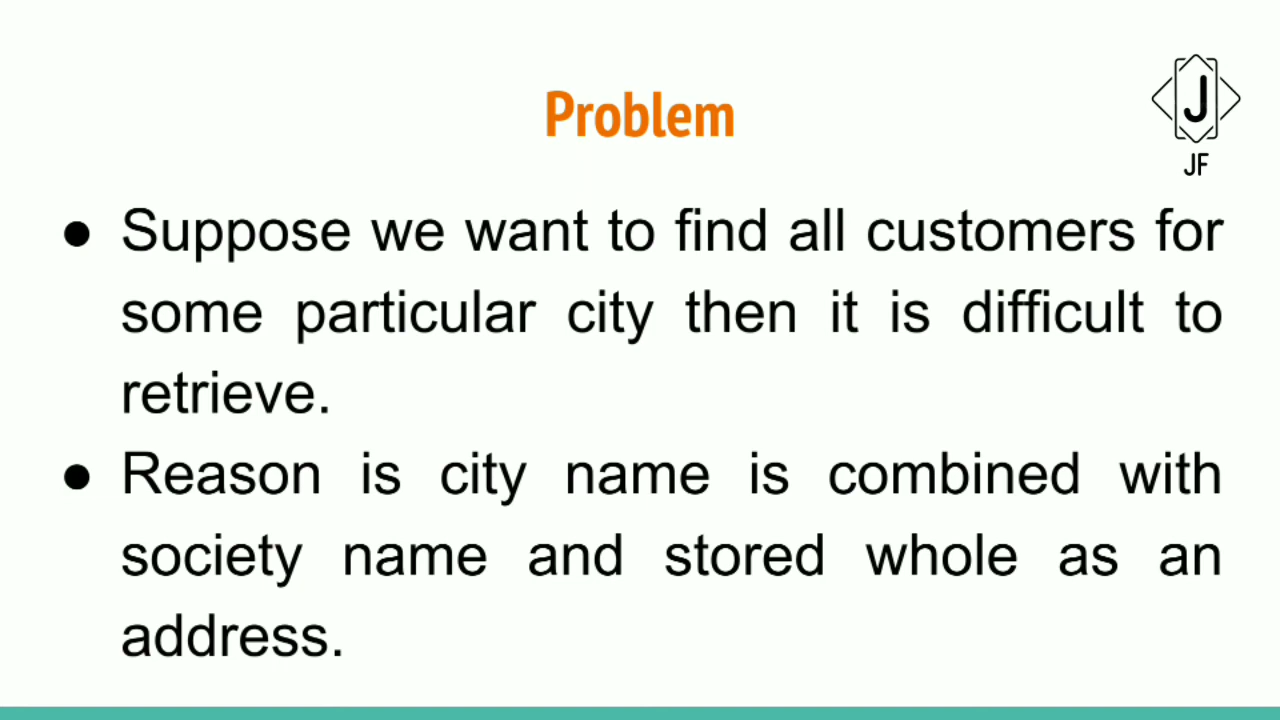 Problem
J
JF
● Suppose we want to find all customers for
some particular city then it is difficult to
retrieve.
● Reason is city name is combined with
society name and stored whole as an
address.